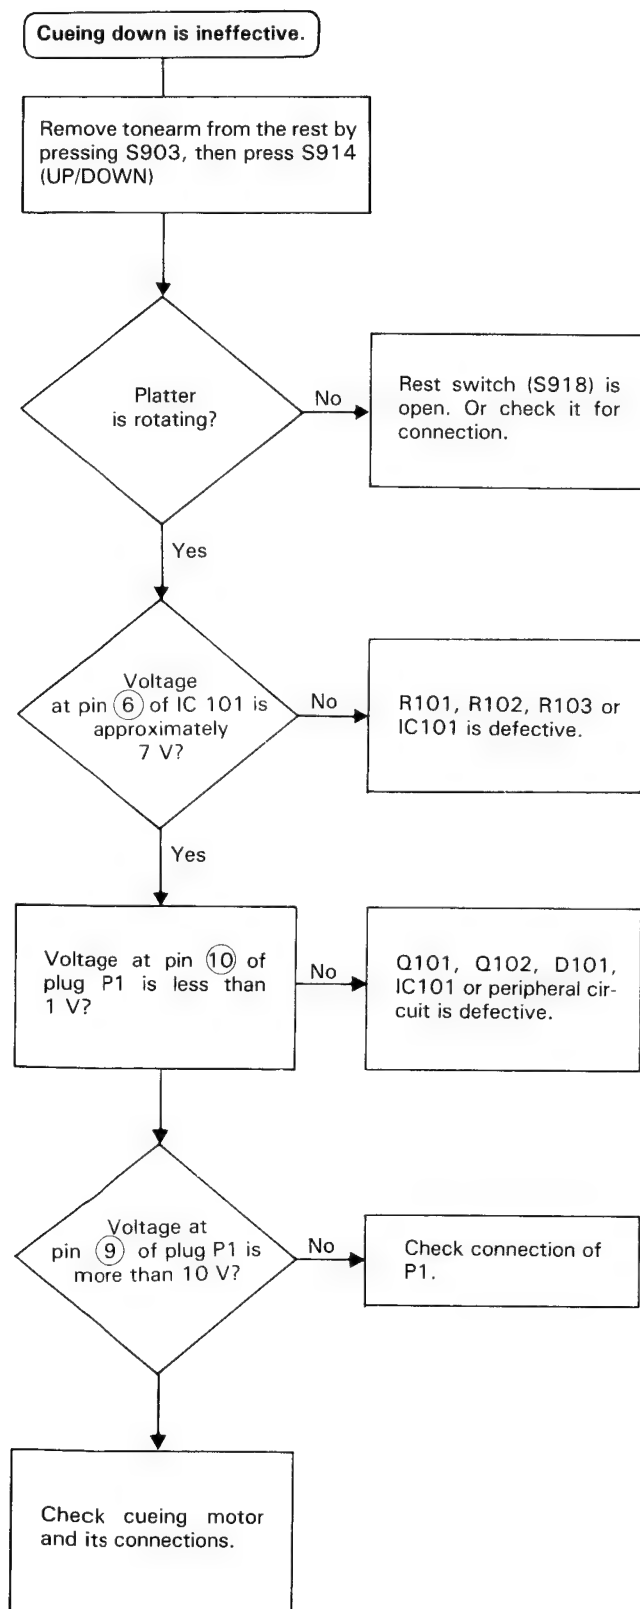 Cueing down is ineffective.
Remove tonearm from the rest by
pressing S903, then press S914
(UP/DOWN)
Platter
is rotating?
No
Rest switch (S918) is
open. Or check it for
connection.
Yes
Voltage
at pin 6 of IC 101 is
approximately
7 V?
No
R101, R102, R103 or
IC101 is defective.
Yes
Voltage at pin 10 of
plug P1 is less than
1 V?
No
Q101, Q102, D101,
IC101 or peripheral cir-
cuit is defective.
Voltage at
pin 9 of plug P1 is
more than 10 V?
No
Check connection of
P1.
Check cueing motor
and its connections.